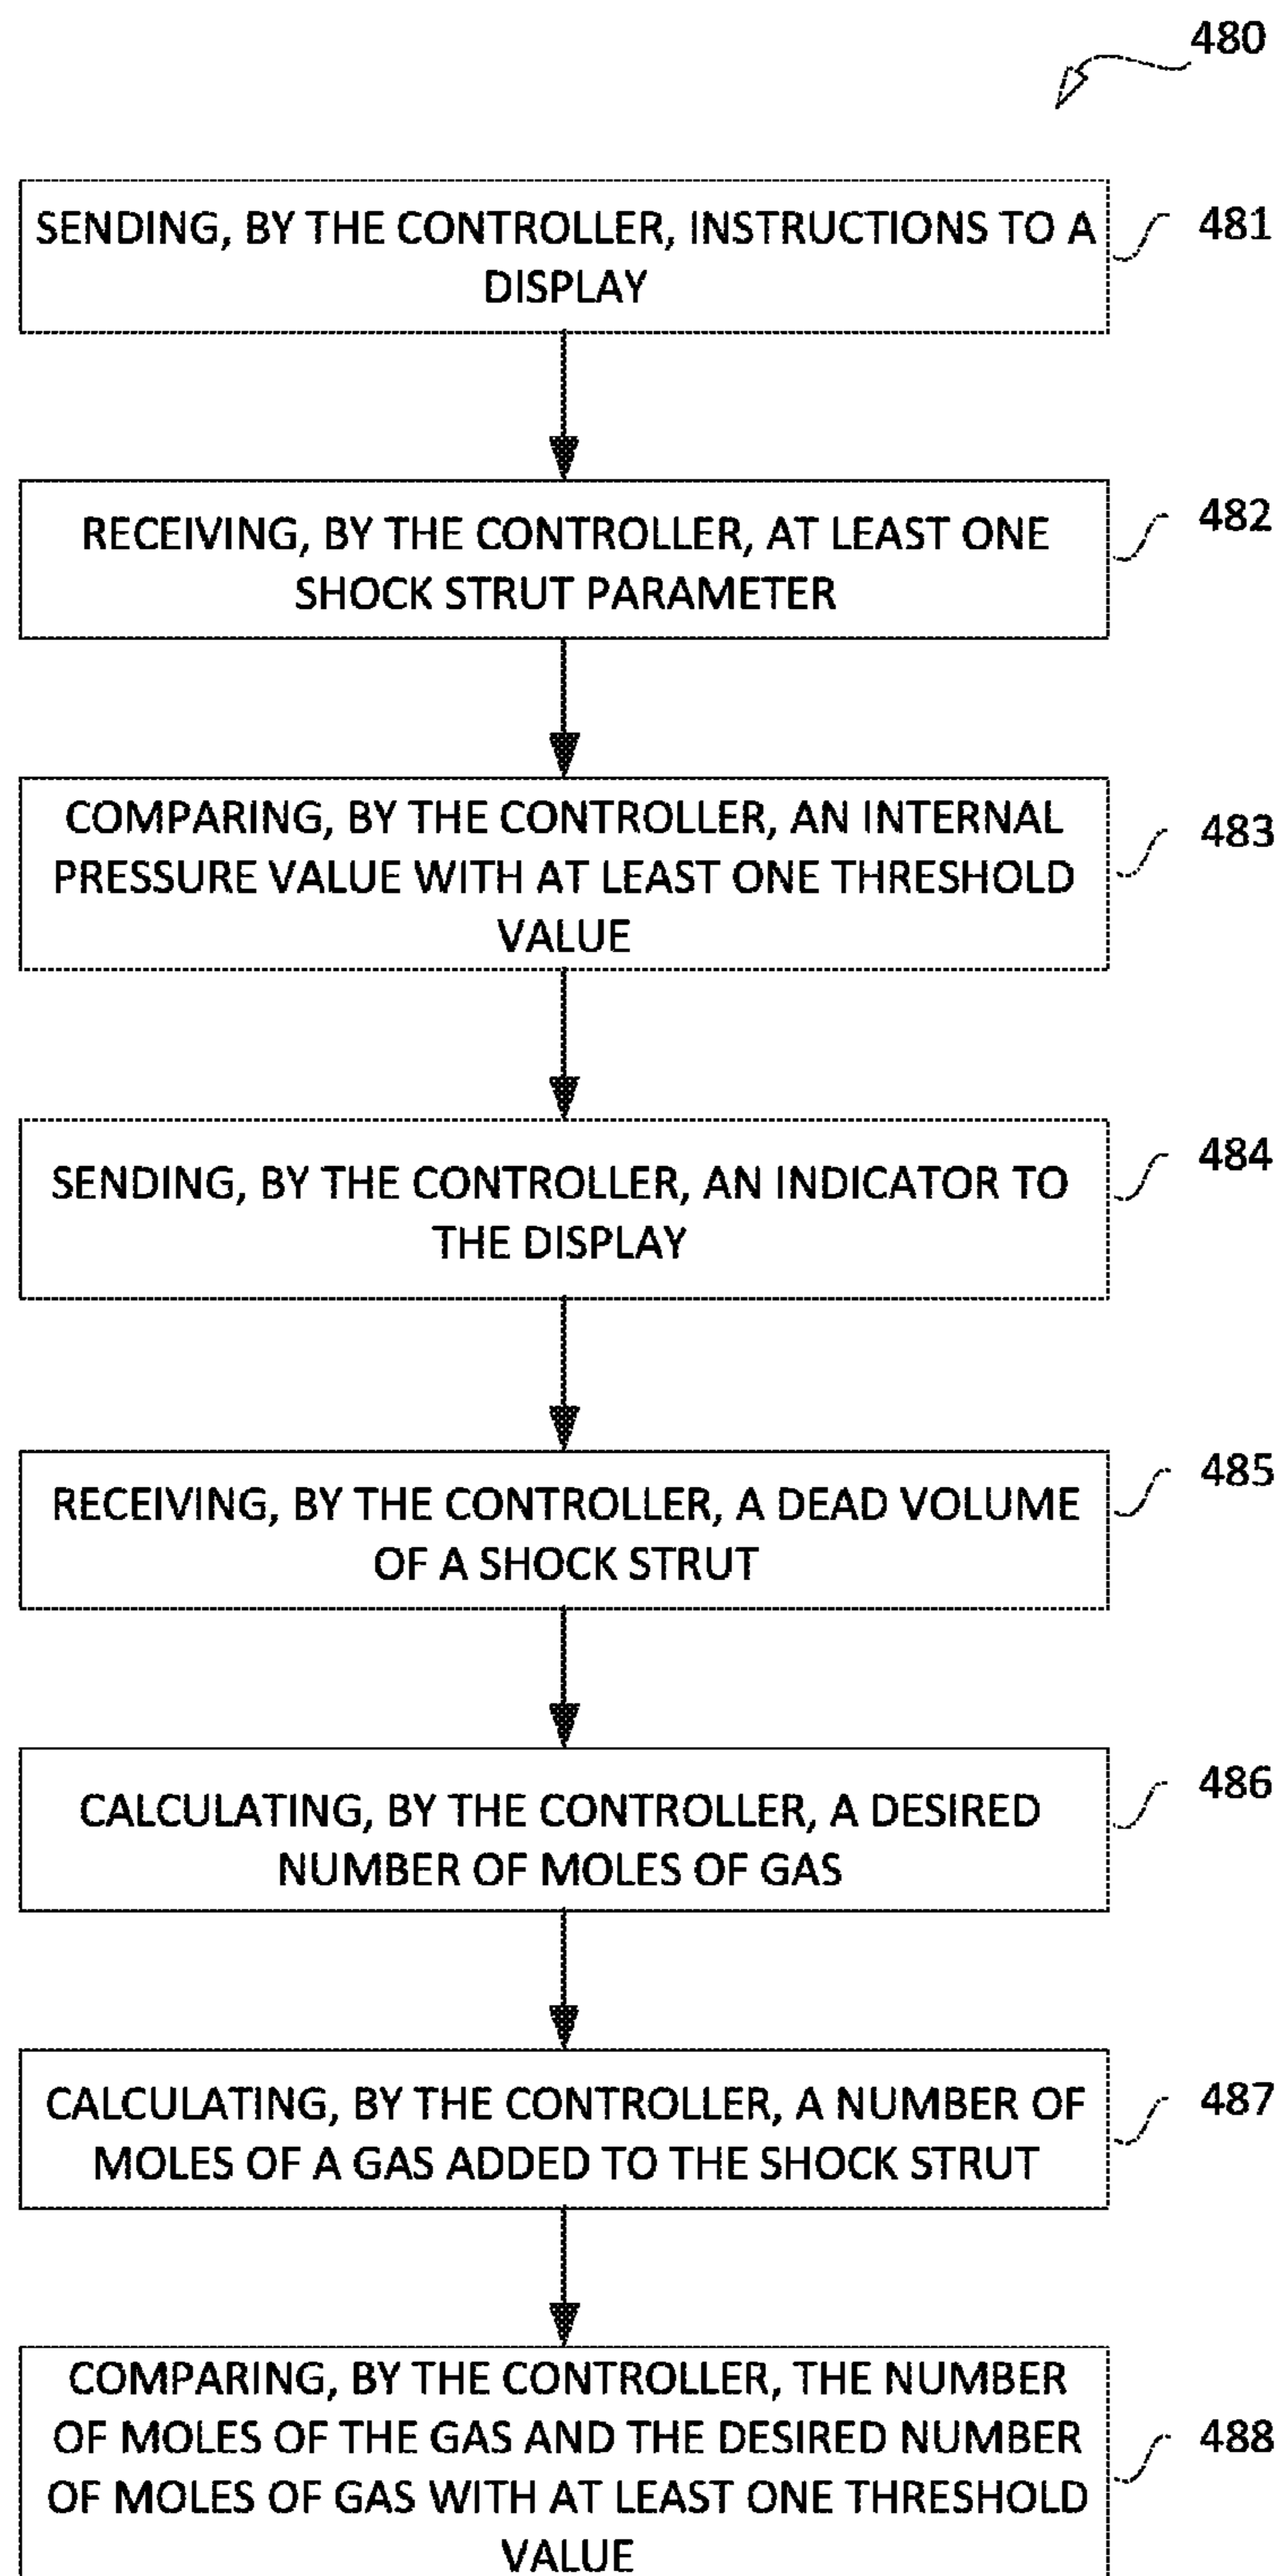 480
SENDING, BY THE CONTROLLER, INSTRUCTIONS TO A
DISPLAY
481
RECEIVING, BY THE CONTROLLER, AT LEAST ONE
SHOCK STRUT PARAMETER
482
COMPARING, BY THE CONTROLLER, AN INTERNAL
PRESSURE VALUE WITH AT LEAST ONE THRESHOLD
VALUE
483
SENDING, BY THE CONTROLLER, AN INDICATOR TO
THE DISPLAY
484
RECEIVING, BY THE CONTROLLER, A DEAD VOLUME
OF A SHOCK STRUT
485
CALCULATING, BY THE CONTROLLER, A DESIRED
NUMBER OF MOLES OF GAS
486
CALCULATING, BY THE CONTROLLER, A NUMBER OF
MOLES OF A GAS ADDED TO THE SHOCK STRUT
487
COMPARING, BY THE CONTROLLER, THE NUMBER
OF MOLES OF THE GAS AND THE DESIRED NUMBER
OF MOLES OF GAS WITH AT LEAST ONE THRESHOLD
VALUE
488